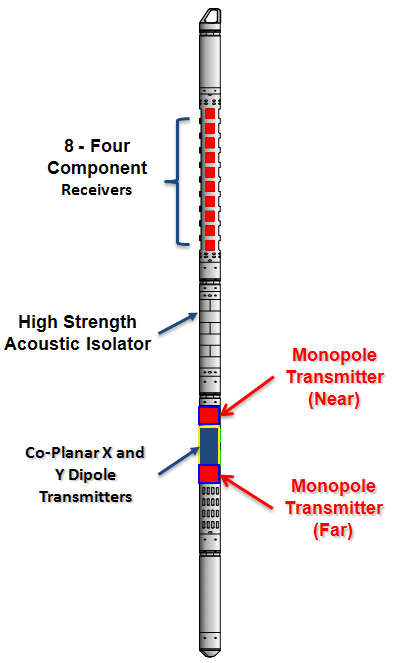 8 - Four
Component
Receivers
High Strength
Acoustic Isolator
Monopole
Transmitter
(Near)
Co-Planar X and
Y Dipole
Transmitters
Monopole
Transmitter
(Far)